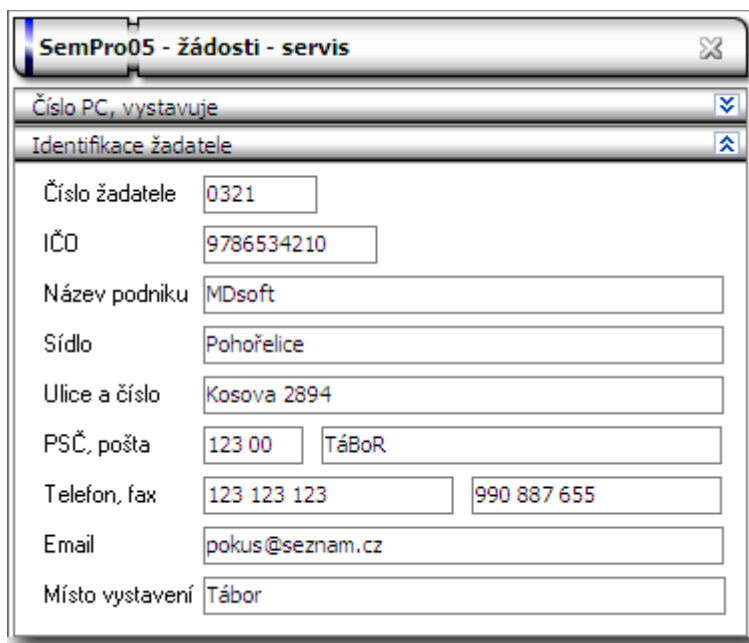 SemPro05 - žádosti - servis
Číslo PC, vystavuje
Identifikace žadatele
Číslo žadatele 0321
IČO 9786534210
Název podniku MDsoft
Sídlo Pohořelice
Ulice a číslo Kosova 2894
PSČ, pošta 123 00 TáBoR
Telefon, fax 123 123 123 990 887 655
Email pokus@seznam.cz
Místo vystavení Tábor